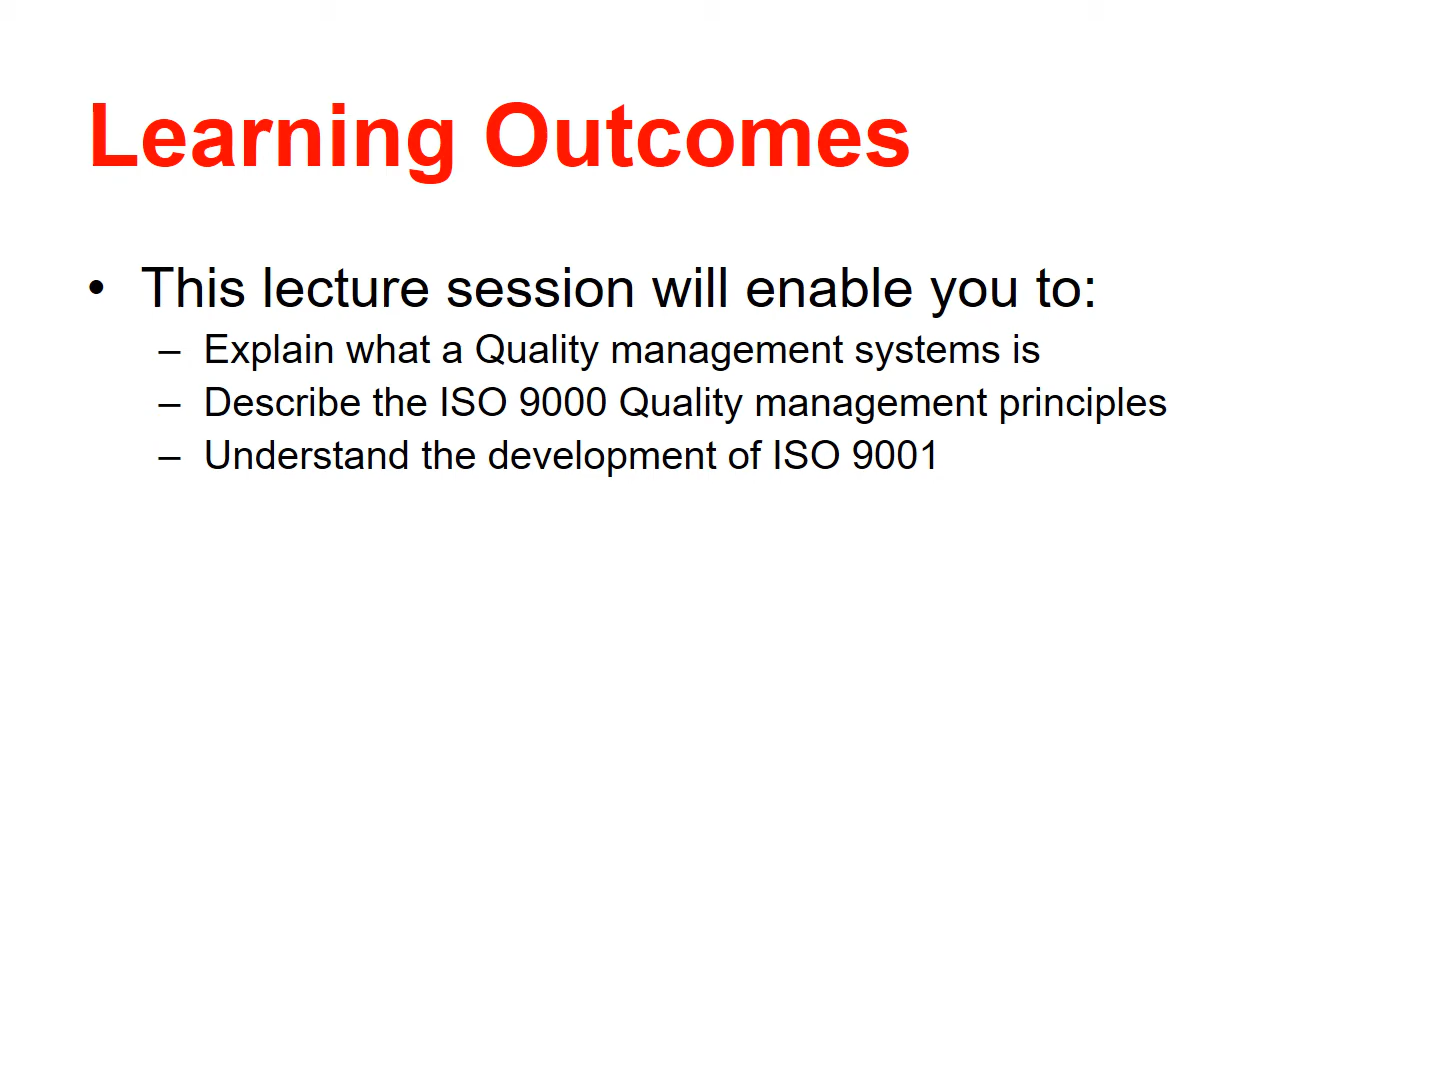 Learning Outcomes
• This lecture session will enable you to:
– Explain what a Quality management systems is
– Describe the ISO 9000 Quality management principles
– Understand the development of ISO 9001